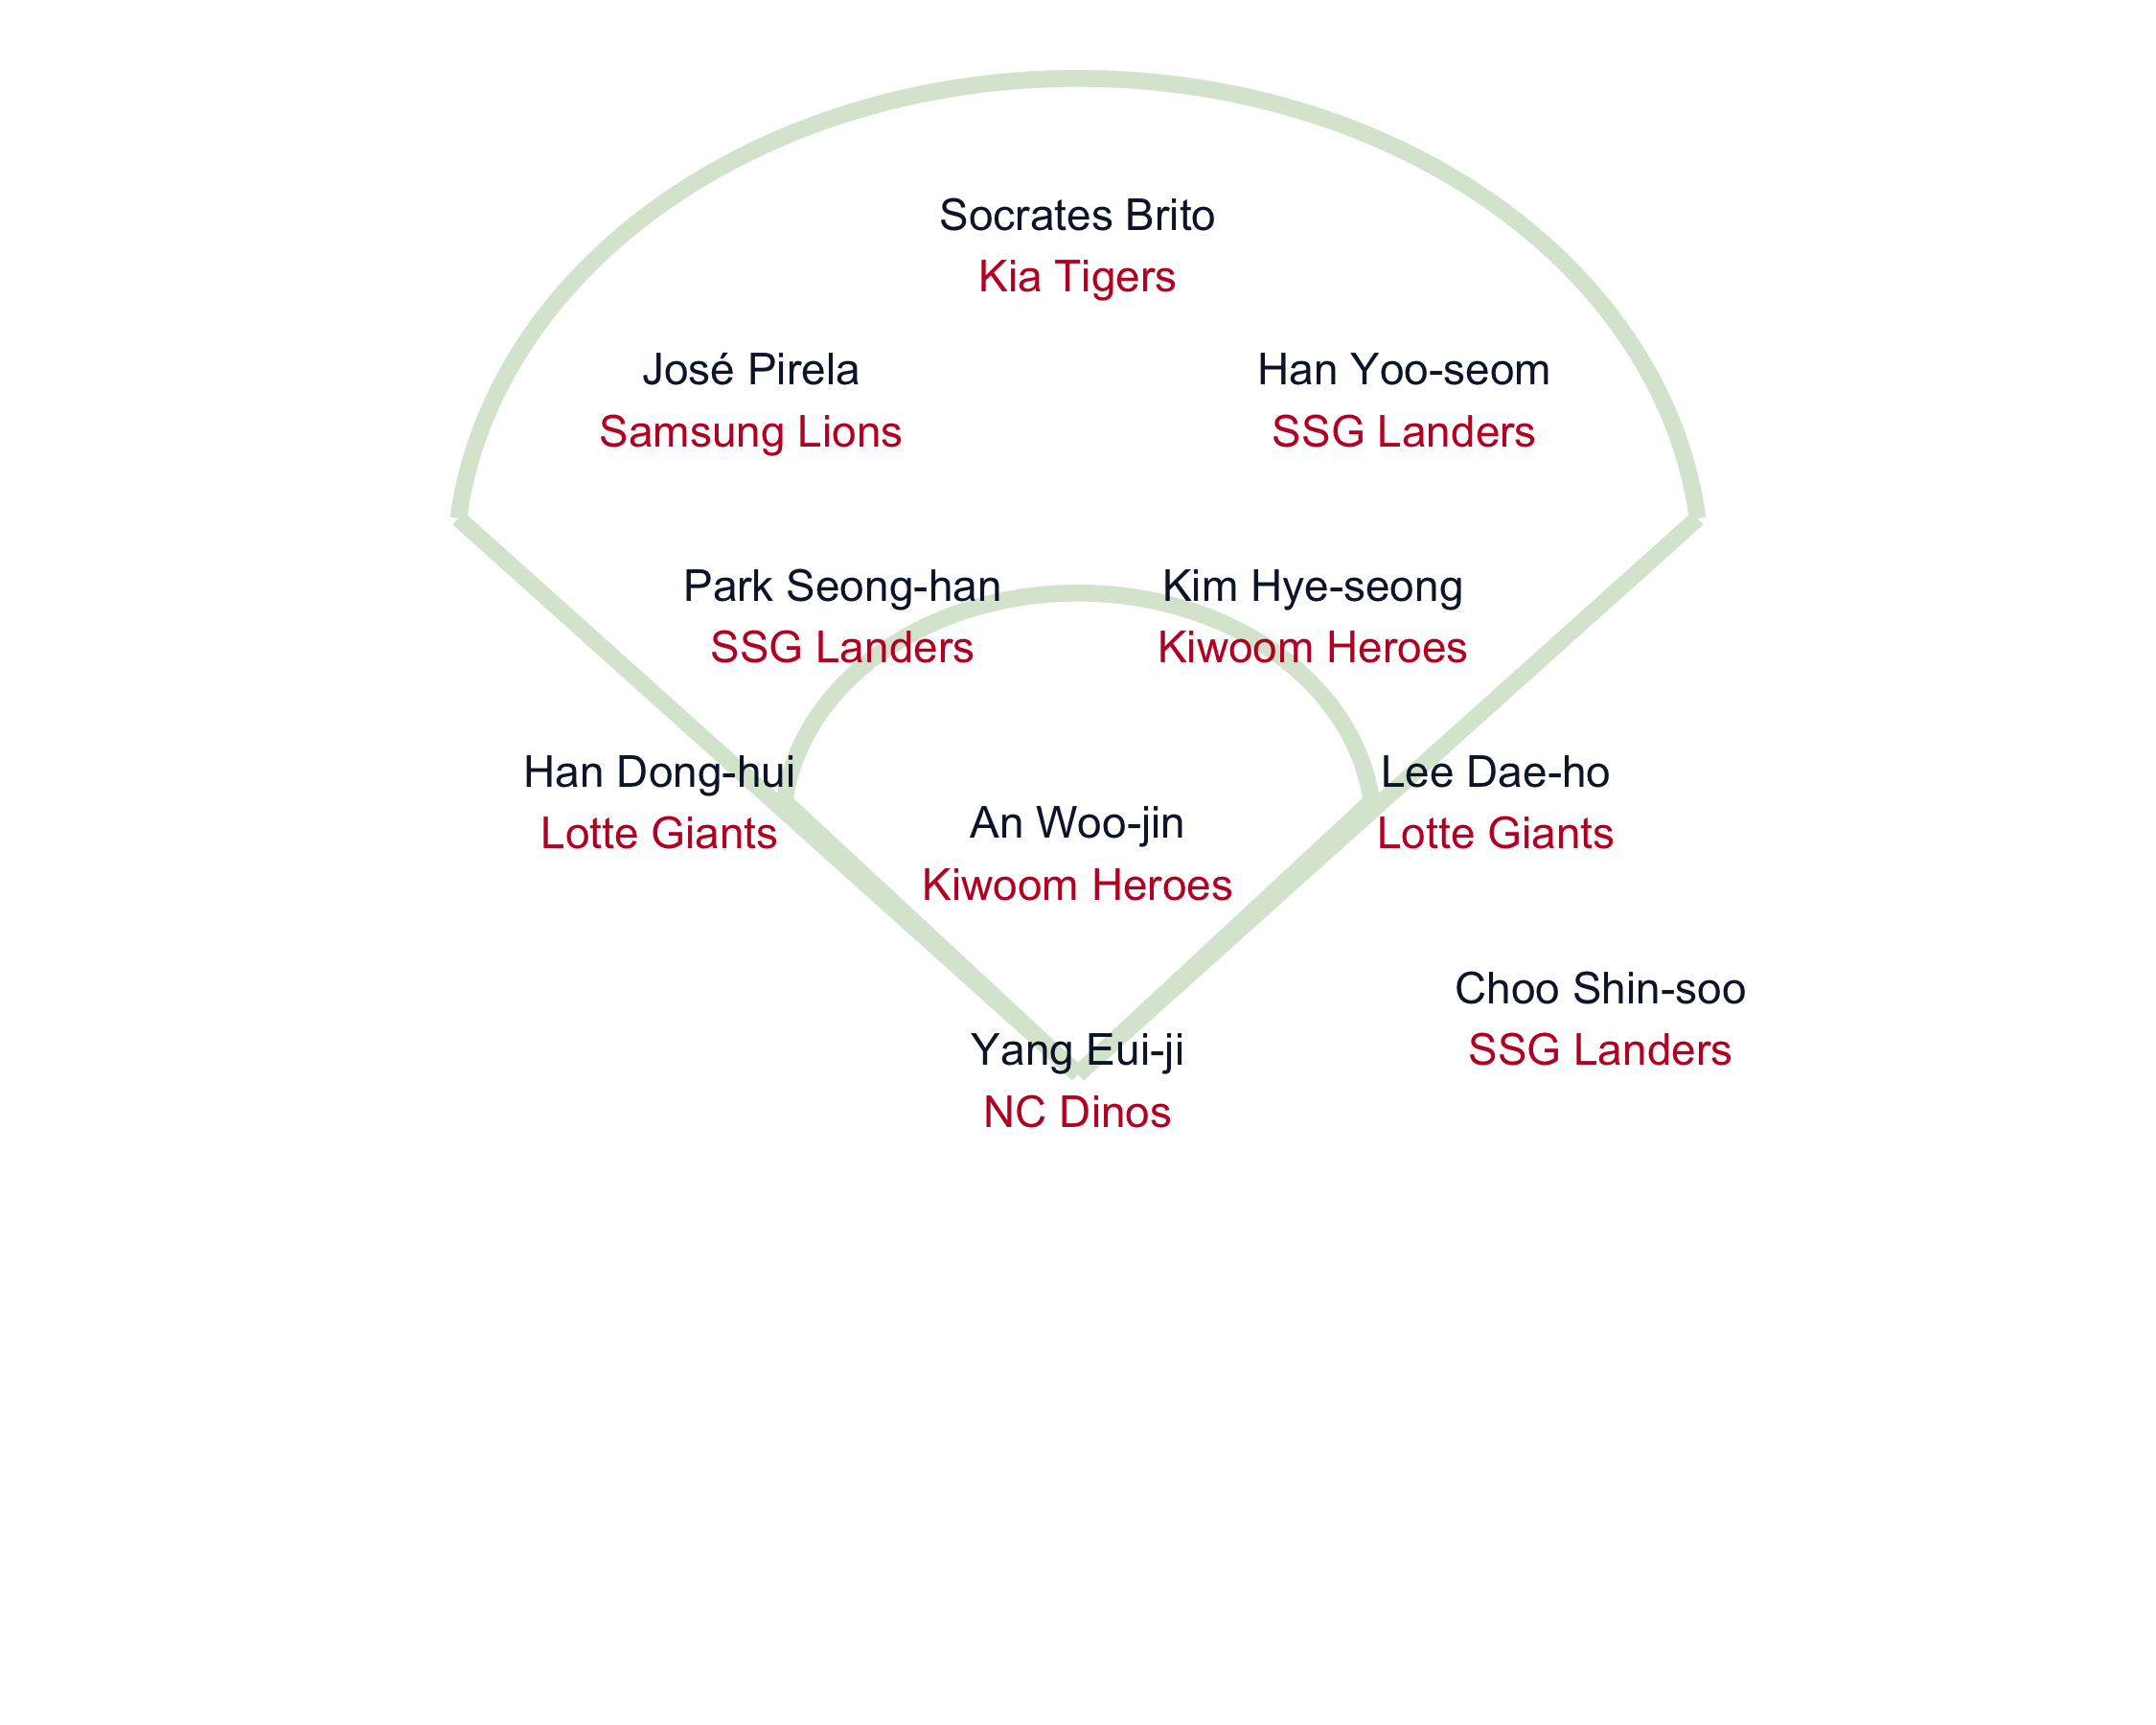 Socrates Brito
Kia Tigers
José Pirela
Samsung Lions
Han Yoo-seom
SSG Landers
Park Seong-han
SSG Landers
Kim Hye-seong
Kiwoom Heroes
Han Dong-hui
Lotte Giants
An Woo-jin
Kiwoom Heroes
Lee Dae-ho
Lotte Giants
Yang Eui-ji
NC Dinos
Choo Shin-soo
SSG Landers